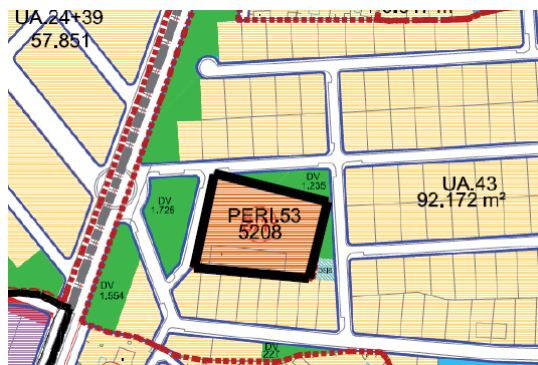 UA.24+39
57.851
DV
1.235
DV
1.726
PERI.53
5208
UA.43
92.172 m²
DV
1.554
DV
227